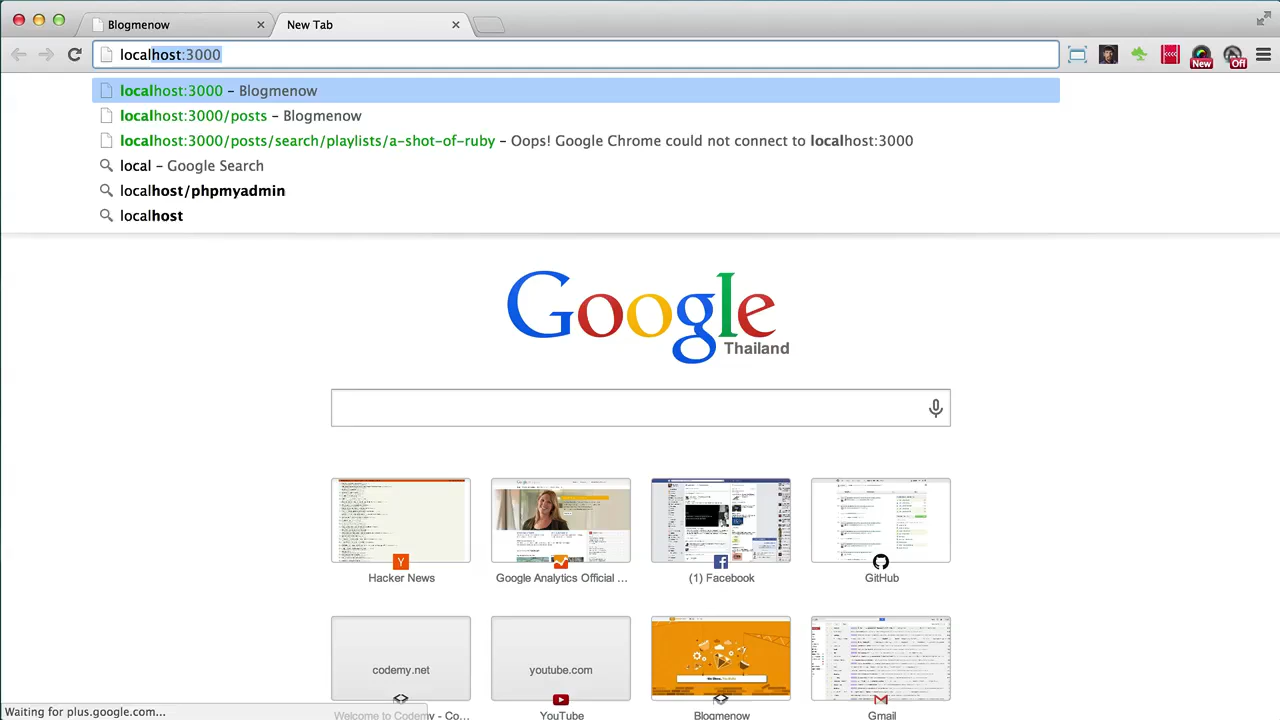 Blogmenow
New Tab
localhost:3000
New
Off
localhost:3000 – Blogmenow
localhost:3000/posts – Blogmenow
localhost:3000/posts/search/playlists/a-shot-of-ruby – Oops! Google Chrome could not connect to localhost:3000
local – Google Search
localhost/phpmyadmin
localhost
Google
Thailand
Y
Hacker News
Google Analytics Official ...
(1) Facebook
GitHub
codemy.net
youtube.co
Welcome to Codemy - Co...
YouTube
Blogmenow
Gmail
Waiting for plus.google.com...